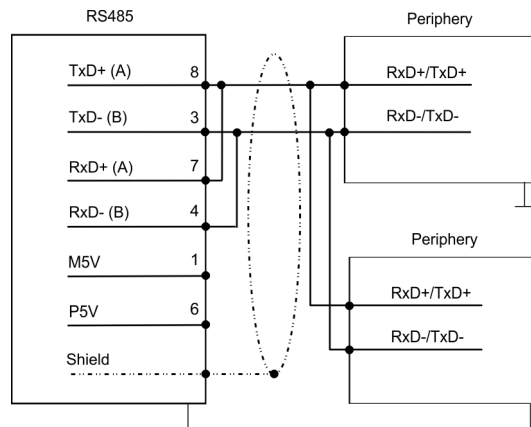 RS485
Periphery
TxD+ (A) 8
RxD+/TxD+
TxD- (B) 3
RxD-/TxD-
RxD+ (A) 7
RxD- (B) 4
Periphery
M5V 1
RxD+/TxD+
P5V 6
RxD-/TxD-
Shield